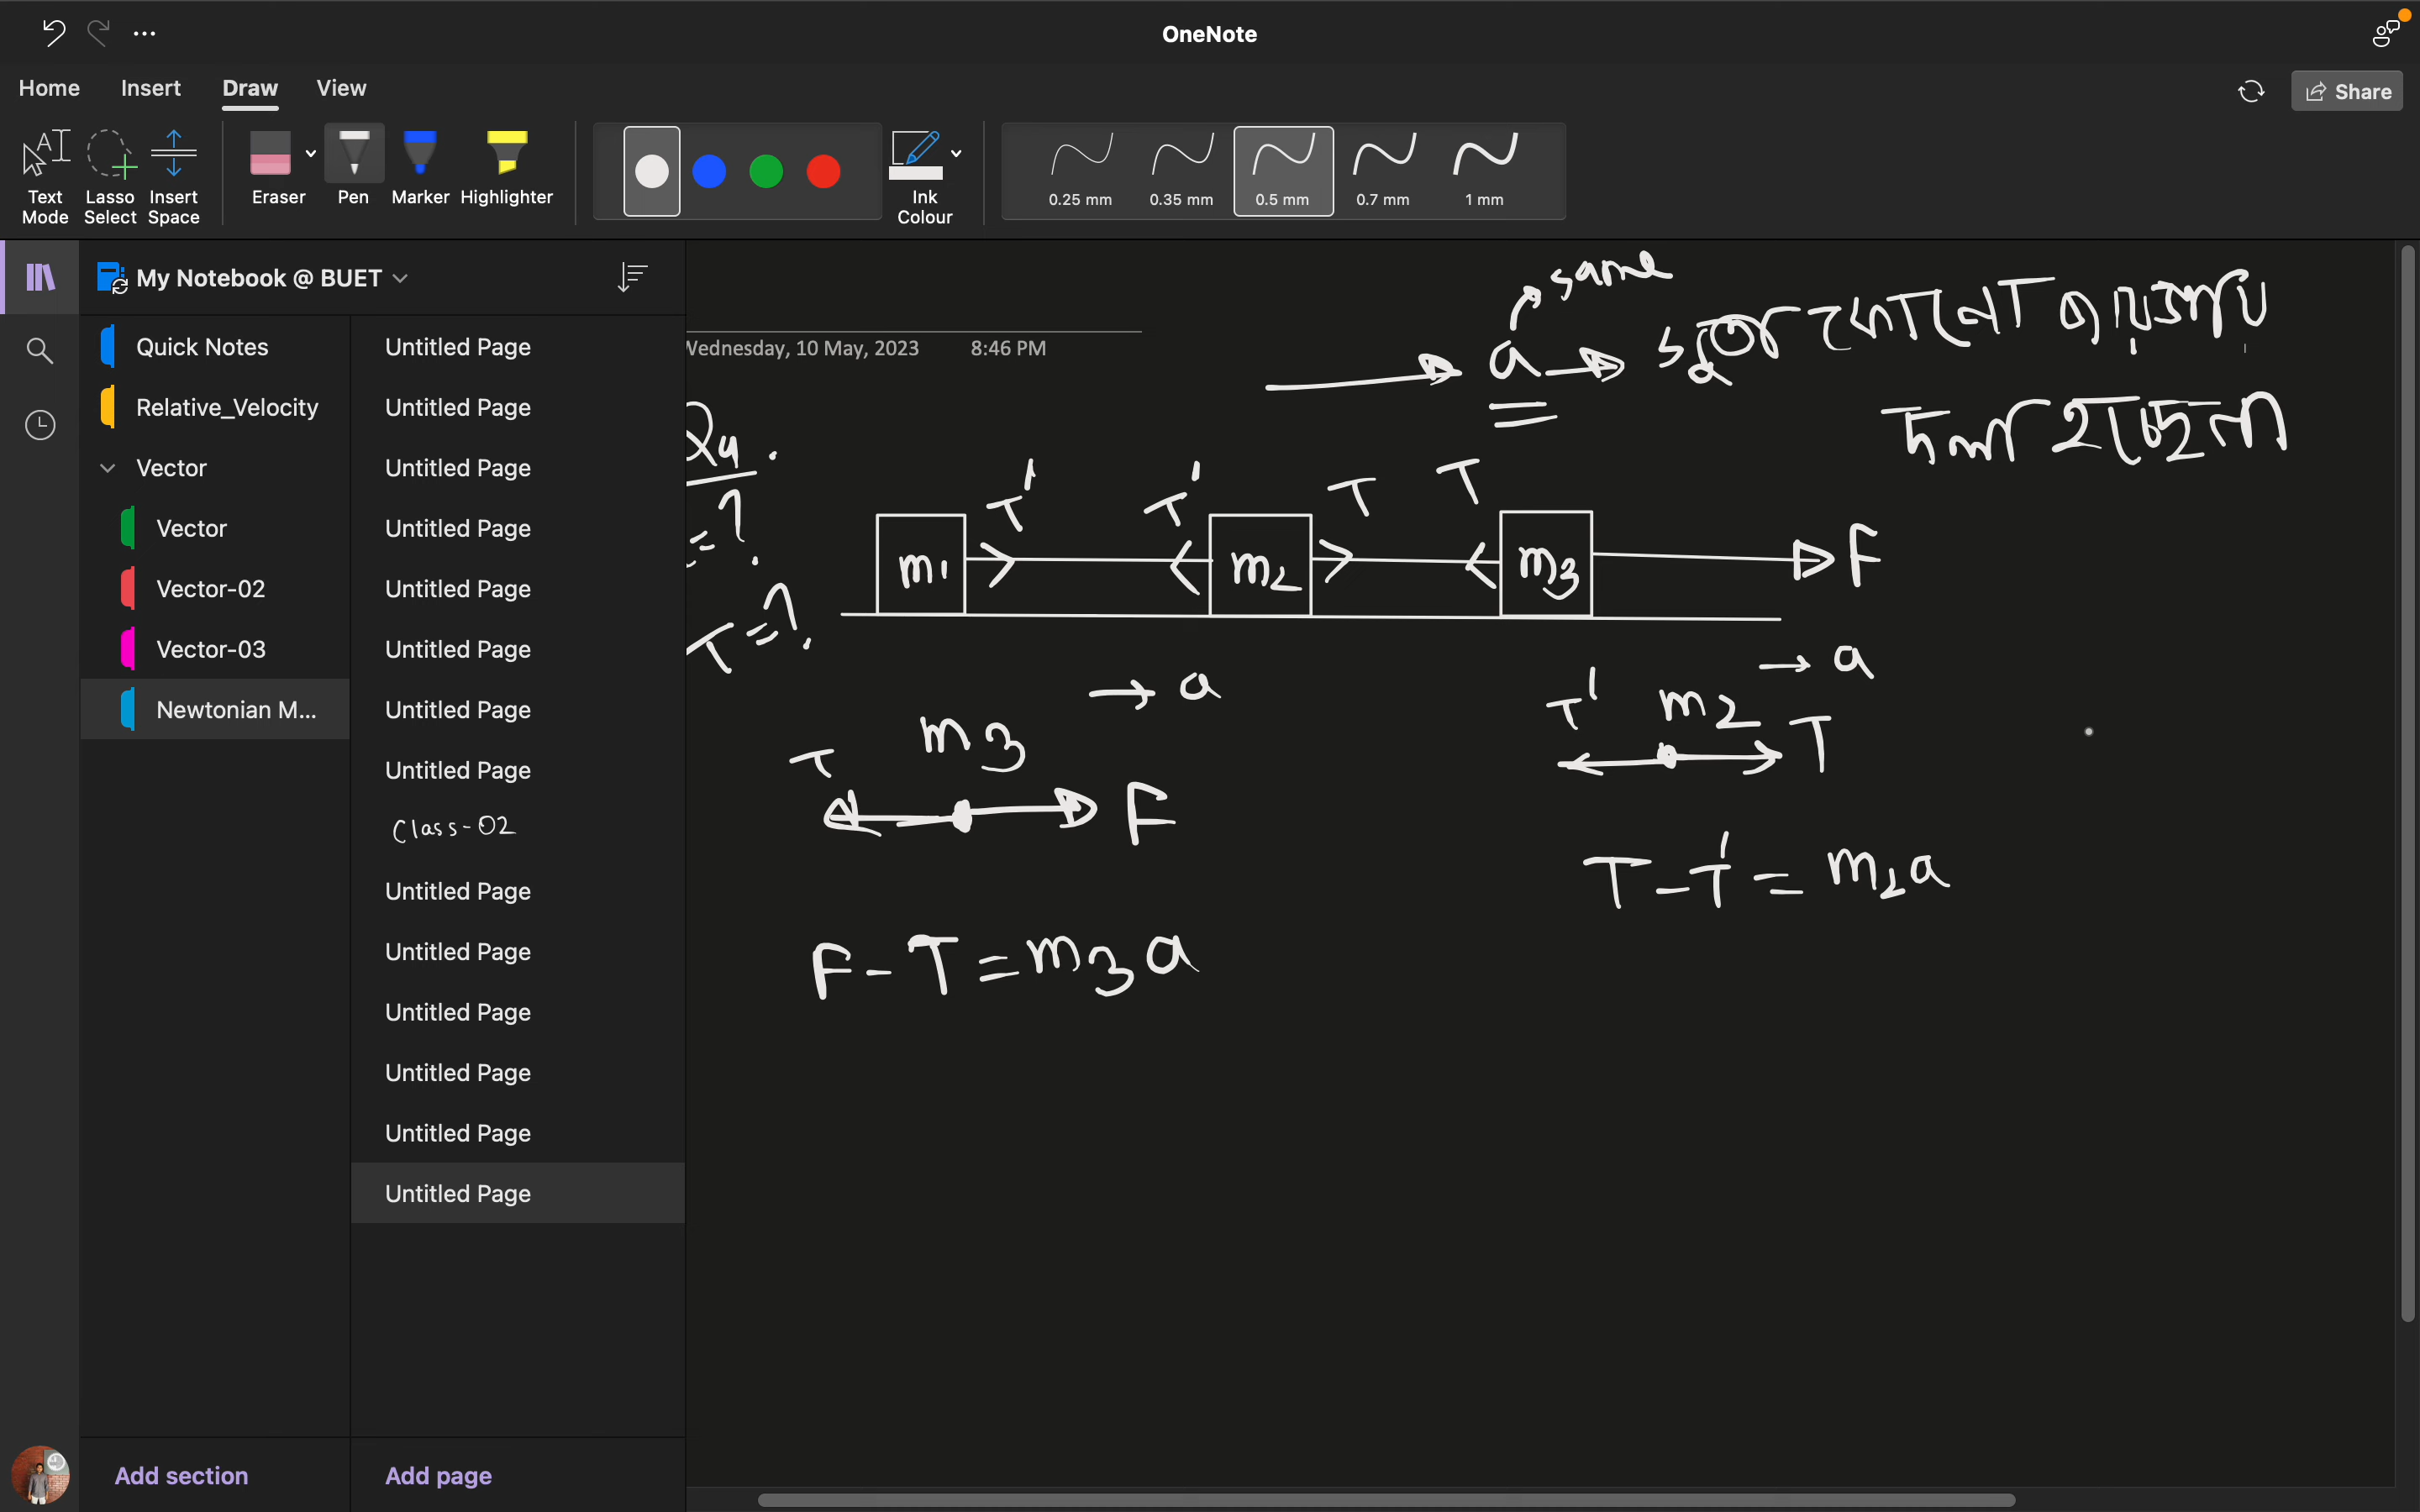 OneNote
Home Insert Draw View
Share
Text Mode
Lasso Select
Insert Space
Eraser
Pen
Marker
Highlighter
Ink Colour
0.25 mm
0.35 mm
0.5 mm
0.7 mm
1 mm
My Notebook @ BUET
Quick Notes
Relative_Velocity
Vector
Vector
Vector-02
Vector-03
Newtonian M...
Add section
Untitled Page
Untitled Page
Untitled Page
Untitled Page
Untitled Page
Untitled Page
Untitled Page
Untitled Page
Class-02
Untitled Page
Untitled Page
Untitled Page
Untitled Page
Untitled Page
Untitled Page
Add page
Wednesday, 10 May, 2023 8:46 PM
same
a
Q4.
= ?
T = ?
T' T' T T
m1 m2 m3 F
→ a
m3
T F
F - T = m3 a
→ a
T' m2 T
T - T' = m2 a